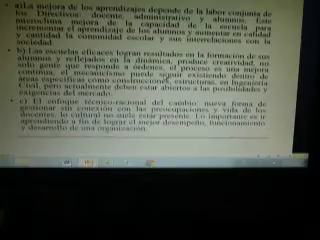 • a) La mejora de los aprendizajes depende de la labor conjunta de
los Directivos: docente, administrativo y alumnos. Este
microclima mejora de la capacidad de la escuela para
incrementar el aprendizaje de los alumnos y aumentar en calidad
y cantidad la comunidad escolar y sus interrelaciones con la
sociedad
• b) Las escuelas eficaces logran resultados en la formación de sus
alumnos y reflejados en la dinámica, produce creatividad, no
solo gente que responde a ordenes, el proceso es una mejora
continua, el mecanicismo puede seguir existiendo dentro de
áreas específicas como construcción, estructuras, en Ingeniería
Civil, pero actualmente deben estar abiertos a las posibilidades y
exigencias del mercado.
• c) El enfoque técnico-racional del cambio nueva forma de
gestionar sin conexión con las preocupaciones y vida de los
docentes, lo cultural no suele estar presente. Lo importante es ir
aprendiendo a fin de lograr el mejor desempeño, funcionamiento
y desarrollo de una organización.